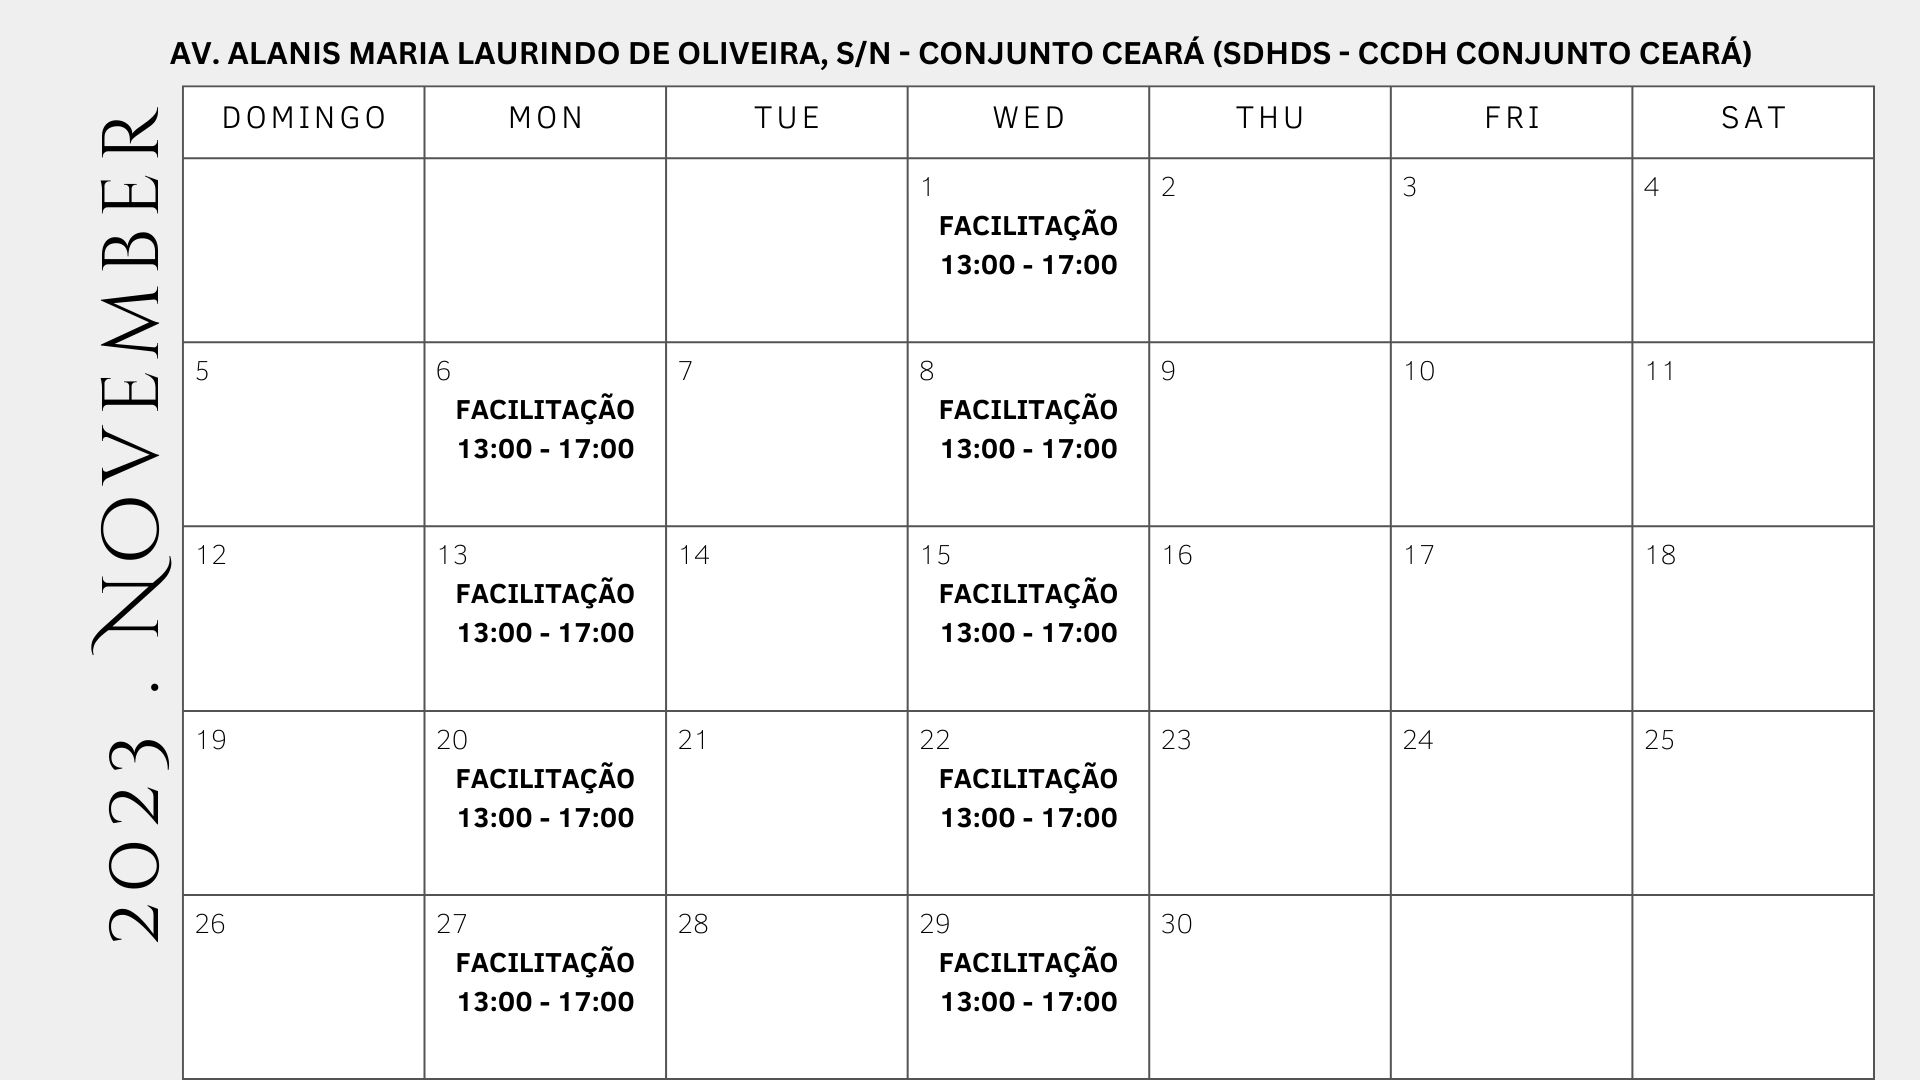 AV. ALANIS MARIA LAURINDO DE OLIVEIRA, S/N - CONJUNTO CEARÁ (SDHDS - CCDH CONJUNTO CEARÁ)
2023 . NOVEMBER
DOMINGO MON TUE WED THU FRI SAT
1 2 3 4
FACILITAÇÃO
13:00 - 17:00
5 6 7 8 9 10 11
FACILITAÇÃO FACILITAÇÃO
13:00 - 17:00 13:00 - 17:00
12 13 14 15 16 17 18
FACILITAÇÃO FACILITAÇÃO
13:00 - 17:00 13:00 - 17:00
19 20 21 22 23 24 25
FACILITAÇÃO FACILITAÇÃO
13:00 - 17:00 13:00 - 17:00
26 27 28 29 30
FACILITAÇÃO FACILITAÇÃO
13:00 - 17:00 13:00 - 17:00